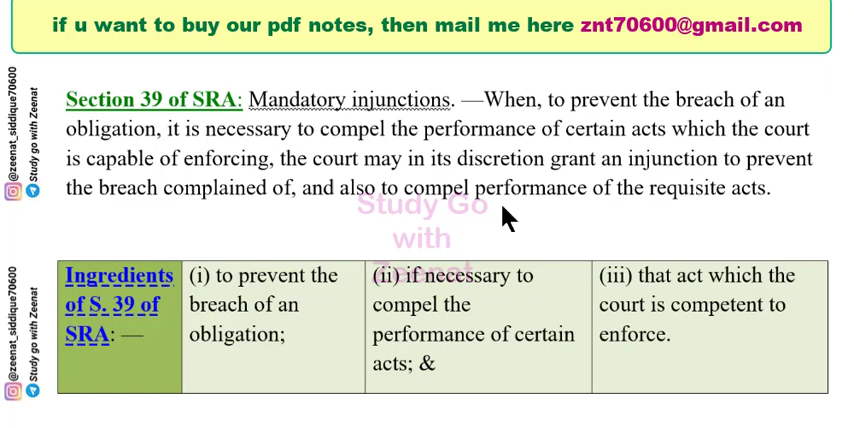 if u want to buy our pdf notes, then mail me here znt70600@gmail.com
@zeenat_siddique70600
Study go with Zeenat
Section 39 of SRA: Mandatory injunctions. —When, to prevent the breach of an
obligation, it is necessary to compel the performance of certain acts which the court
is capable of enforcing, the court may in its discretion grant an injunction to prevent
the breach complained of, and also to compel performance of the requisite acts.
Study Go
with
Zeenat
@zeenat_siddique70600
Study go with Zeenat
Ingredients
of S. 39 of
SRA: —
(i) to prevent the
breach of an
obligation;
(ii) if necessary to
compel the
performance of certain
acts; &
(iii) that act which the
court is competent to
enforce.